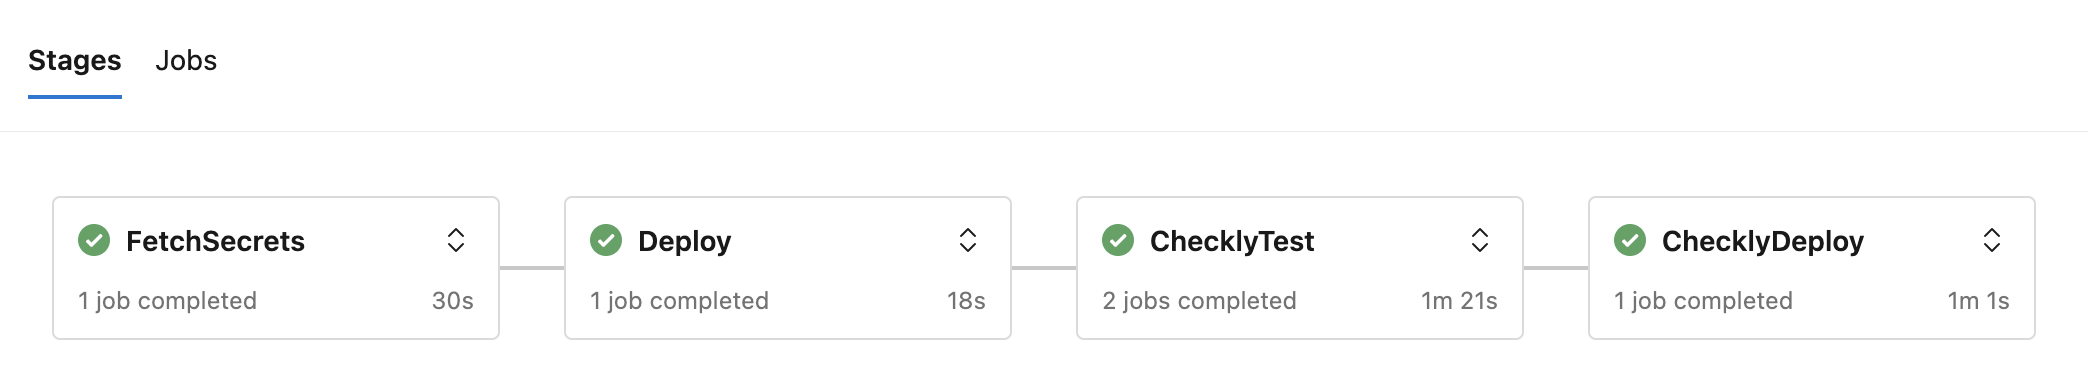 Stages Jobs
FetchSecrets
1 job completed 30s
Deploy
1 job completed 18s
ChecklyTest
2 jobs completed 1m 21s
ChecklyDeploy
1 job completed 1m 1s